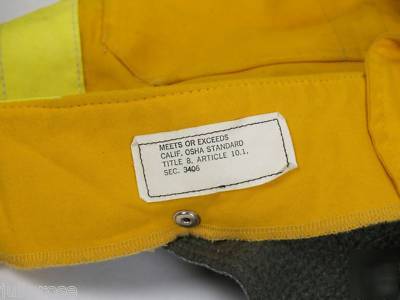 MEETS OR EXCEEDS
CALIF. OSHA STANDARD
TITLE 8, ARTICLE 10.1,
SEC. 3406